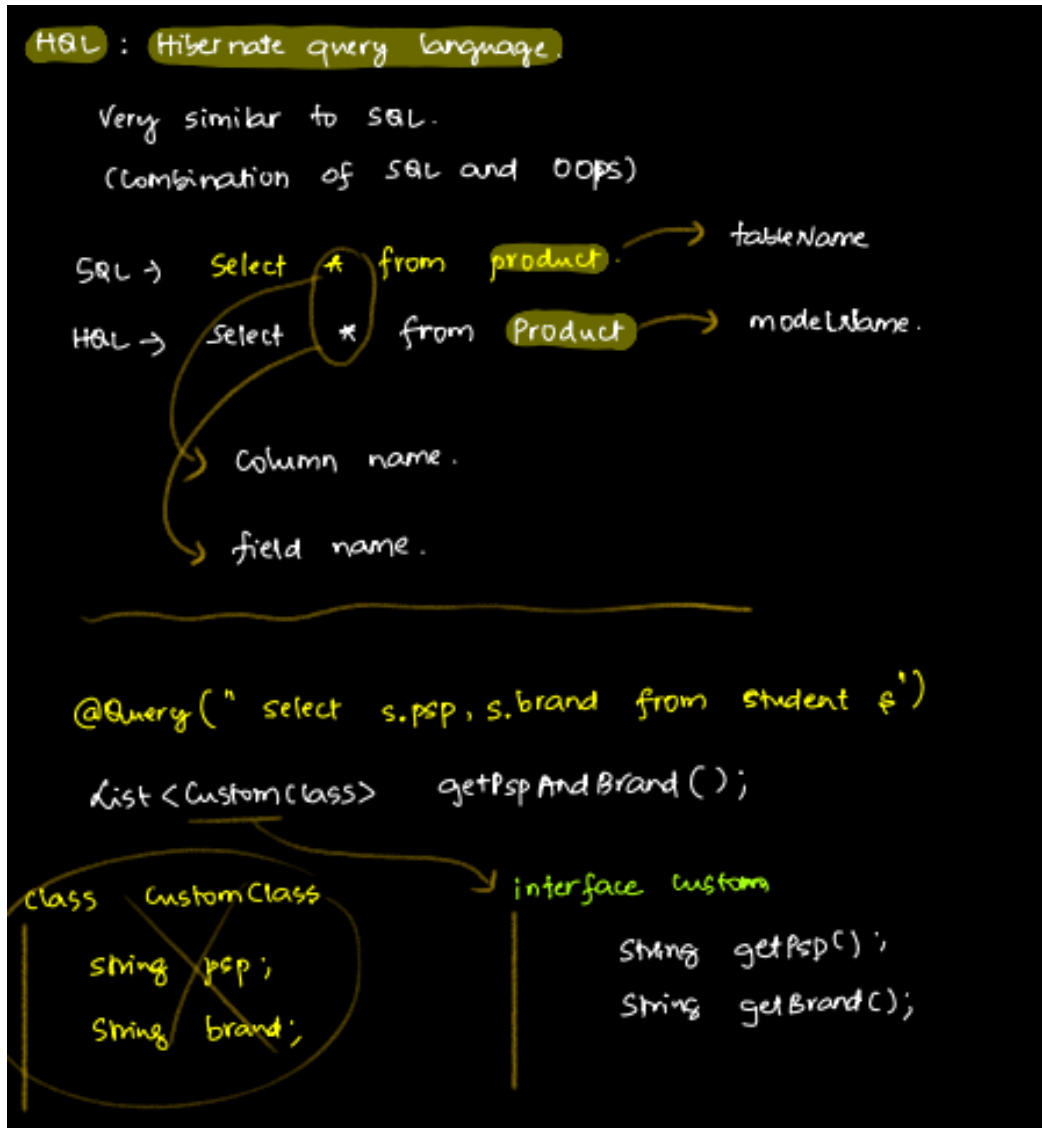 HQL : Hibernate query language.
Very similar to SQL.
(Combination of SQL and OOPs)
SQL → Select * from product. → tableName
HQL → Select * from Product → modelName.
Column name.
field name.
@Query(" select s.psp, s.brand from student s")
List <CustomClass> getPspAndBrand();
class CustomClass
String psp;
String brand;
interface Custom
String getPsp();
String getBrand();